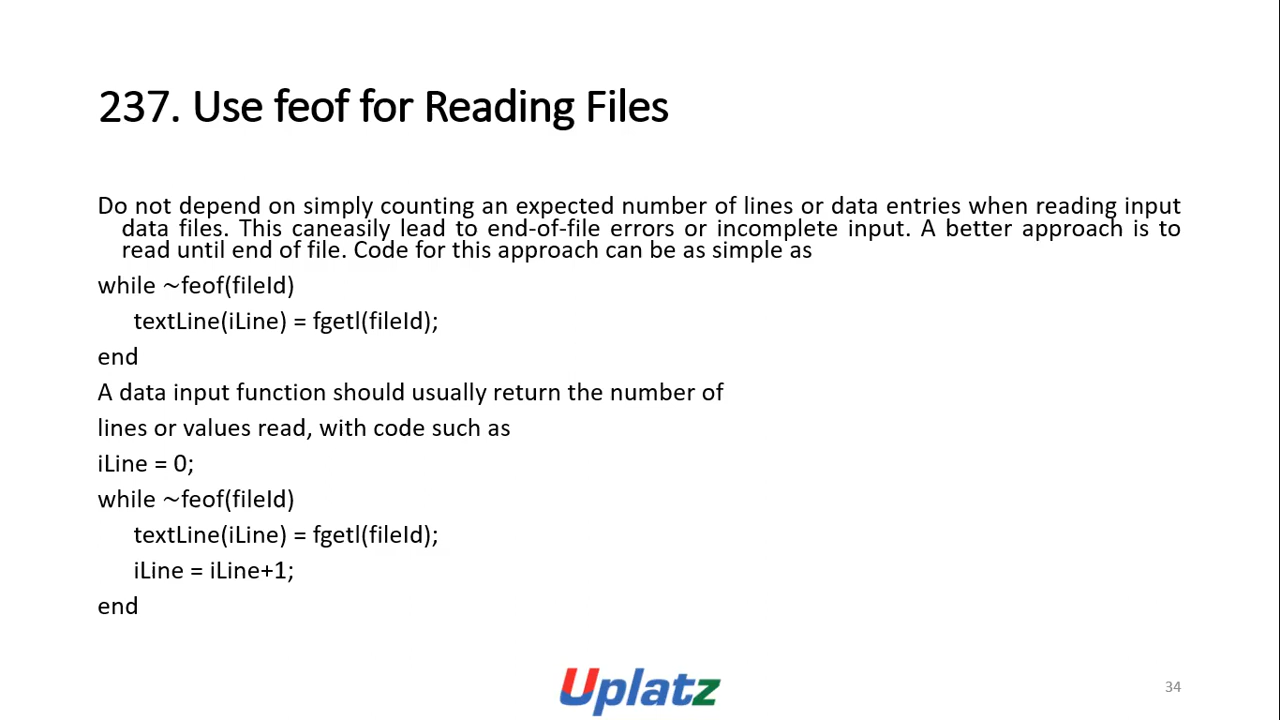 237. Use feof for Reading Files
Do not depend on simply counting an expected number of lines or data entries when reading input
data files. This caneasily lead to end-of-file errors or incomplete input. A better approach is to
read until end of file. Code for this approach can be as simple as
while ~feof(fileId)
textLine(iLine) = fgetl(fileId);
end
A data input function should usually return the number of
lines or values read, with code such as
iLine = 0;
while ~feof(fileId)
textLine(iLine) = fgetl(fileId);
iLine = iLine+1;
end
Uplatz
34